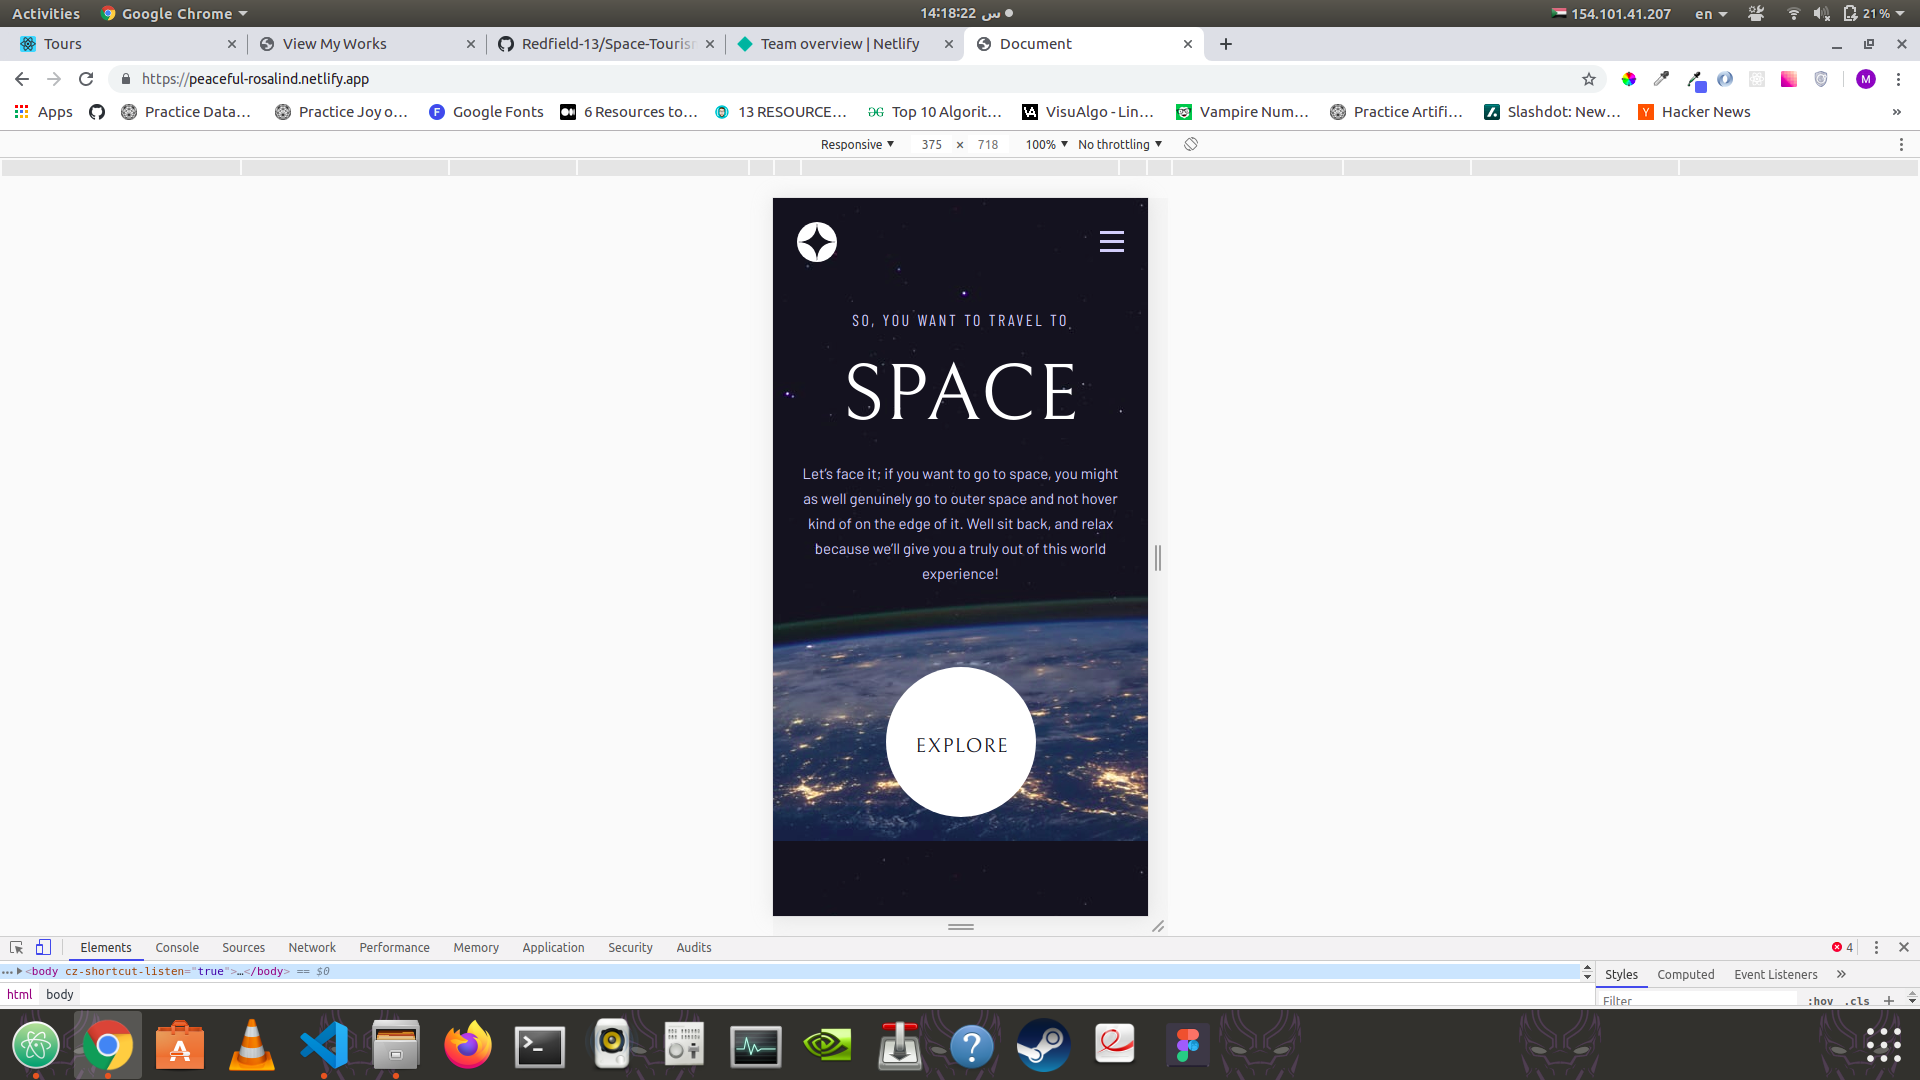 Activities
Google Chrome
14:18:22 س
154.101.41.207
en
21 %
Tours
View My Works
Redfield-13/Space-Touris
Team overview | Netlify
Document
https://peaceful-rosalind.netlify.app
M
Apps
Practice Data…
Practice Joy o…
F
Google Fonts
6 Resources to…
13 RESOURCE…
Top 10 Algorit…
VisuAlgo - Lin…
Vampire Num…
Practice Artifi…
Slashdot: New…
Y
Hacker News
»
Responsive
375 × 718
100%
No throttling
SO, YOU WANT TO TRAVEL TO
SPACE
Let's face it; if you want to go to space, you might
as well genuinely go to outer space and not hover
kind of on the edge of it. Well sit back, and relax
because we'll give you a truly out of this world
experience!
EXPLORE
Elements
Console
Sources
Network
Performance
Memory
Application
Security
Audits
4
<body cz-shortcut-listen="true">…</body> == $0
Styles
Computed
Event Listeners
»
html
body
Filter
:hov
.cls
+